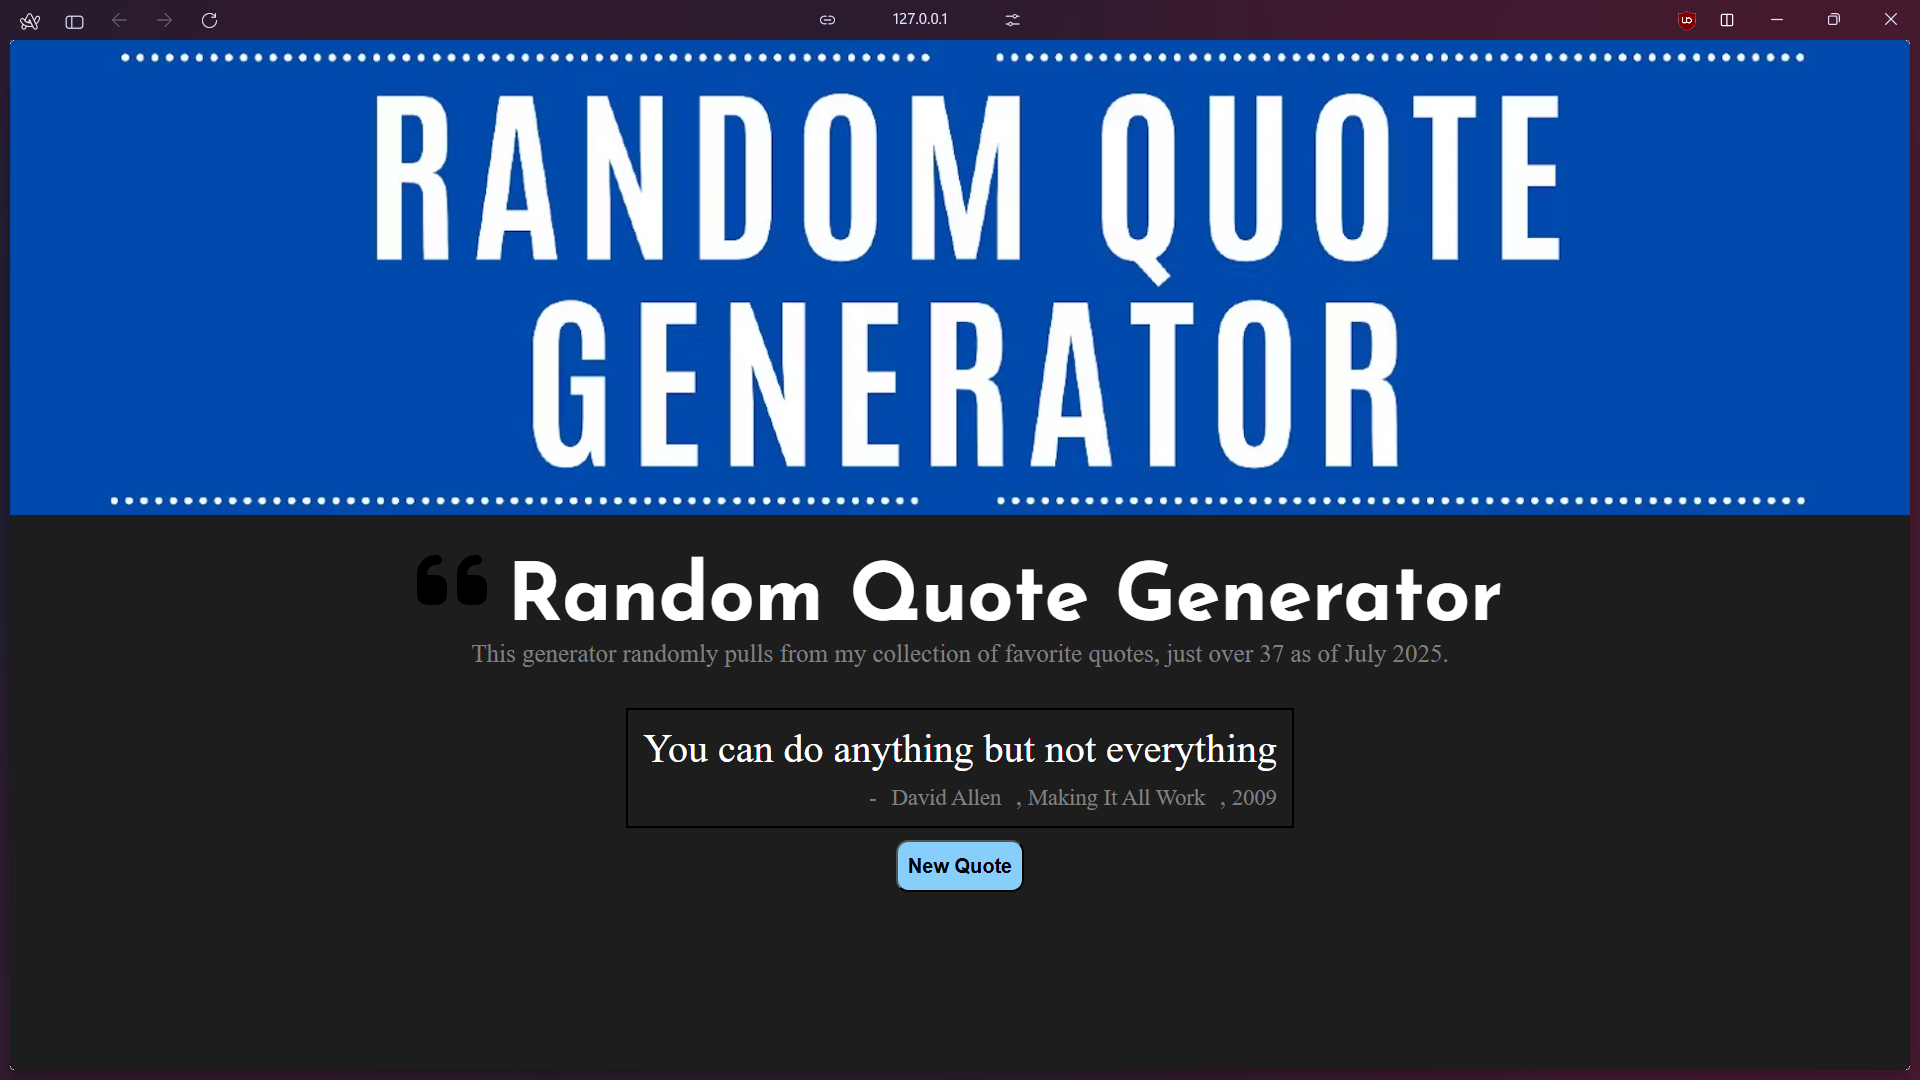 127.0.0.1
RANDOM QUOTE
GENERATOR
Random Quote Generator
This generator randomly pulls from my collection of favorite quotes, just over 37 as of July 2025.
You can do anything but not everything
- David Allen , Making It All Work , 2009
New Quote